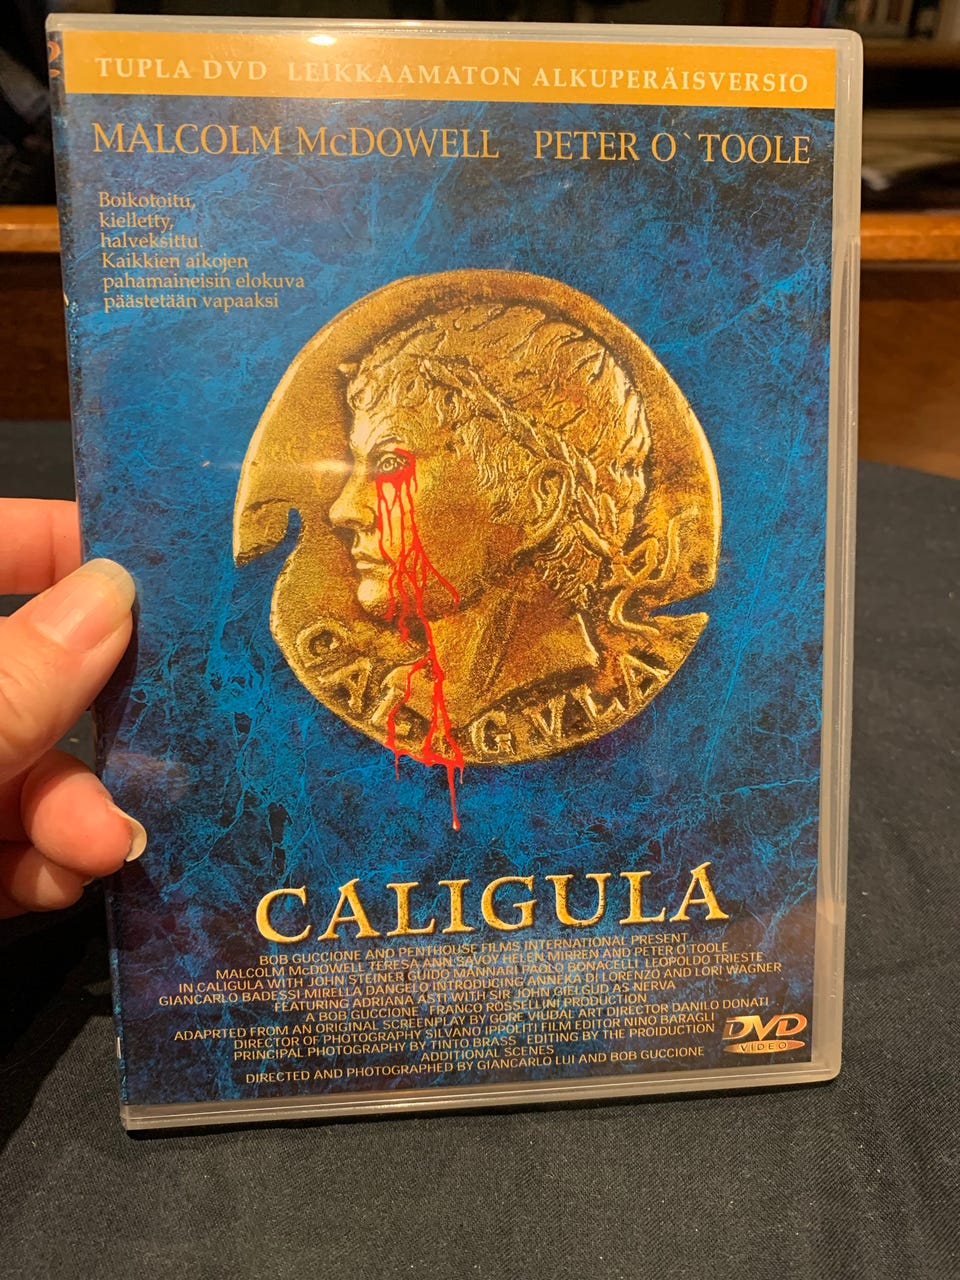 TUPLA DVD LEIKKAAMATON ALKUPERÄISVERSIO
MALCOLM McDOWELL PETER O`TOOLE
Boikotoitu,
kielletty,
halveksittu.
Kaikkien aikojen
pahamaineisin elokuva
päästetään vapaaksi
CALIGVLA
CALIGULA
BOB GUCCIONE AND PENTHOUSE FILMS INTERNATIONAL PRESENT
MALCOLM McDOWELL TERESA ANN SAVOY HELEN MIRREN AND PETER O'TOOLE
IN CALIGULA WITH JOHN STEINER GUIDO MANNARI PAOLO BONACELLI LEOPOLDO TRIESTE
GIANCARLO BADESSI MIRELLA DANGELO INTRODUCING ANNEKA DI LORENZO AND LORI WAGNER
FEATURING ADRIANA ASTI WITH SIR JOHN GIELGUD AS NERVA
A BOB GUCCIONE FRANCO ROSSELLINI PRODUCTION
ADAPRTED FROM AN ORIGINAL SCREENPLAY BY GORE VIUDAL ART DIRECTOR DANILO DONATI
DIRECTOR OF PHOTOGRAPHY SILVANO IPPOLITI FILM EDITOR NINO BARAGLI
PRINCIPAL PHOTOGRAPHY BY TINTO BRASS EDITING BY THE PRODUCTION
ADDITIONAL SCENES
DIRECTED AND PHOTOGRAPHED BY GIANCARLO LUI AND BOB GUCCIONE
DVD
VIDEO